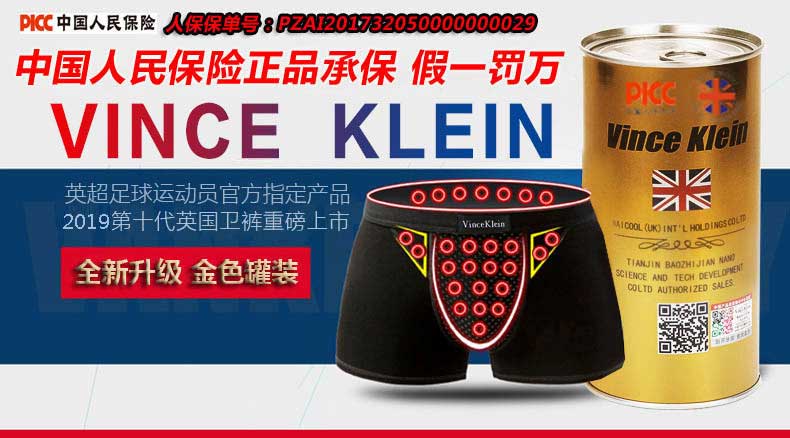 PICC 中国人民保险 人保保单号：PZAI201732050000000029
中国人民保险正品承保 假一罚万
VINCE KLEIN
英超足球运动员官方指定产品
2019第十代英国卫裤重磅上市
全新升级 金色罐装
VinceKlein
PICC
Vince Klein
VAICOOL (UK) INT'L HOLDINGS CO LTD
TIANJIN BAOZHIJIAN NANO
SCIENCE AND TECH DEVELOPMENT
COLTD AUTHORIZED SALES.
PICC